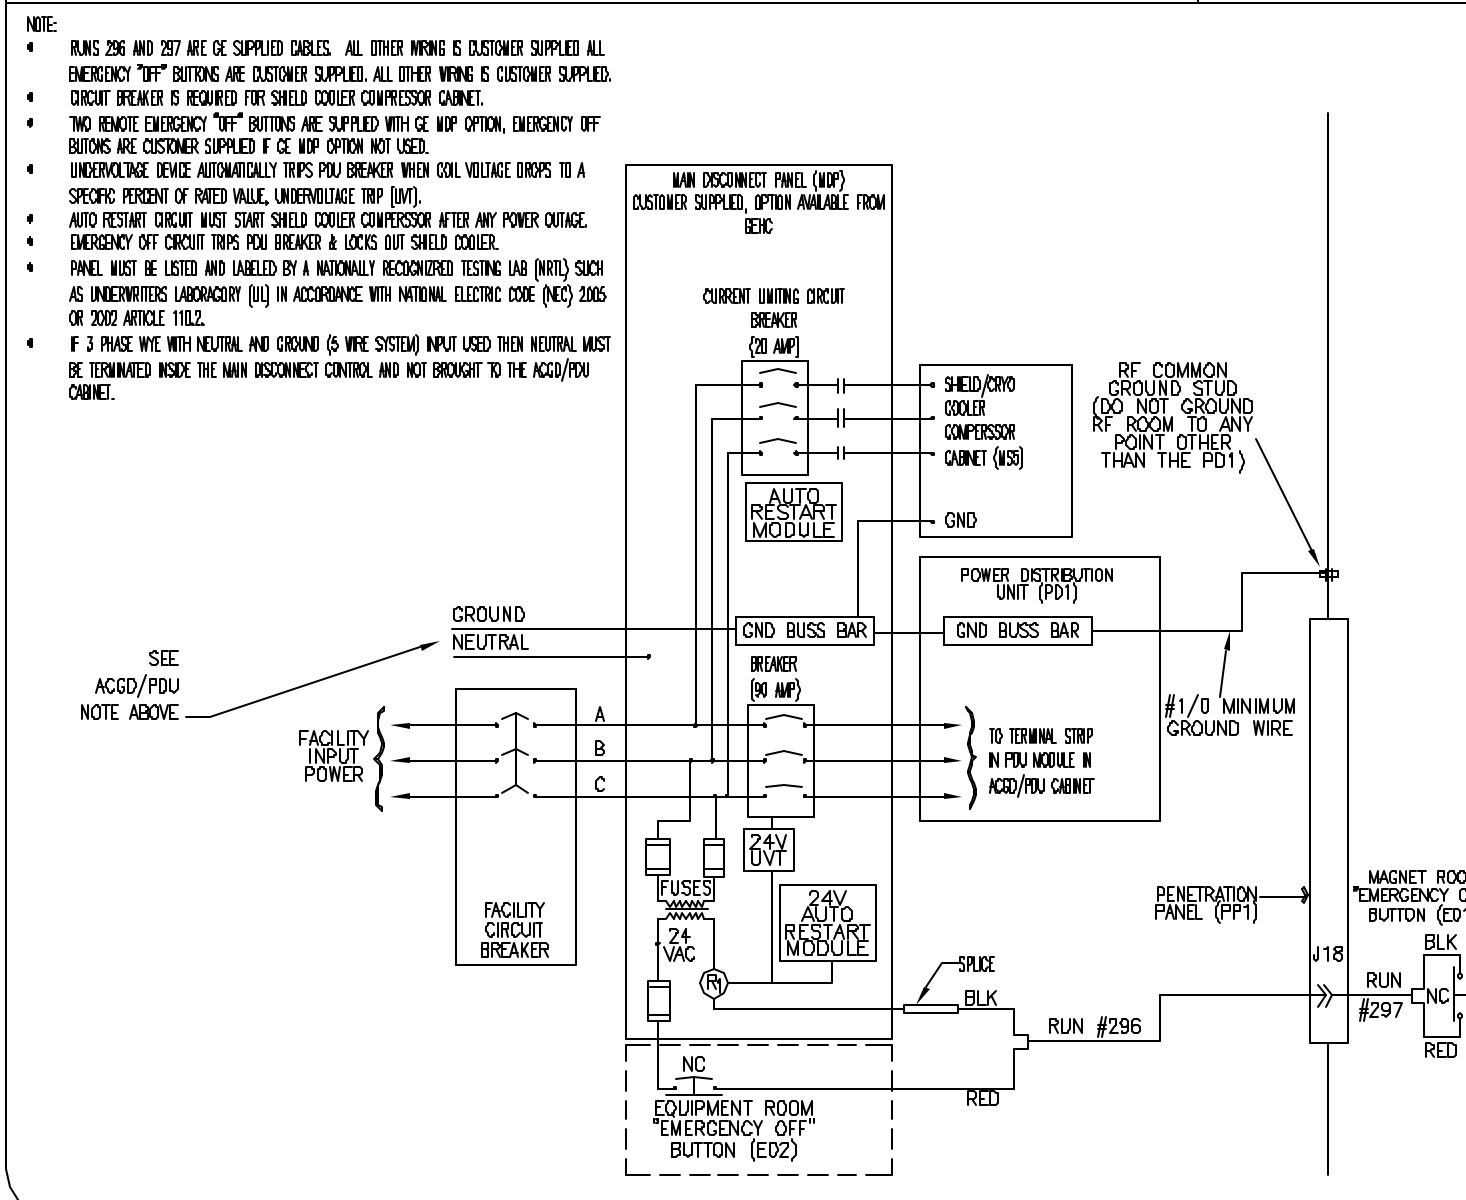 NOTE:
• RUNS 296 AND 297 ARE GE SUPPLIED CABLES. ALL OTHER WIRING IS CUSTOMER SUPPLIED ALL
EMERGENCY "OFF" BUTTONS ARE CUSTOMER SUPPLIED. ALL OTHER WIRING IS CUSTOMER SUPPLIED.
• CIRCUIT BREAKER IS REQUIRED FOR SHIELD COOLER COMPRESSOR CABINET.
• TWO REMOTE EMERGENCY "OFF" BUTTONS ARE SUPPLIED WITH GE MDP OPTION, EMERGENCY OFF
BUTONS ARE CUSTOMER SUPPLIED IF GE MDP OPTION NOT USED.
• UNDERVOLTAGE DEVICE AUTOMATICALLY TRIPS PDU BREAKER WHEN COIL VOLTAGE DROPS TO A
SPECIFIC PERCENT OF RATED VALUE, UNDERVOLTAGE TRIP (UVT).
• AUTO RESTART CIRCUIT MUST START SHIELD COOLER COMPERSSOR AFTER ANY POWER OUTAGE.
• EMERGENCY OFF CIRCUIT TRIPS PDU BREAKER & LOCKS OUT SHIELD COOLER.
• PANEL MUST BE LISTED AND LABELED BY A NATIONALLY RECOGNIZRED TESTING LAB (NRTL) SUCH
AS UNDERWRITERS LABORAGORY (UL) IN ACCORDANCE WITH NATIONAL ELECTRIC CODE (NEC) 2005
OR 2002 ARTICLE 110.2.
• IF 3 PHASE WYE WITH NEUTRAL AND GROUND (5 WIRE SYSTEM) INPUT USED THEN NEUTRAL MUST
BE TERMINATED INSIDE THE MAIN DISCONNECT CONTROL AND NOT BROUGHT TO THE ACGD/PDU
CABINET.
MAIN DISCONNECT PANEL (MDP)
CUSTOMER SUPPLIED, OPTION AVAILABLE FROM
GEHC
CURRENT LIMITING CIRCUIT
BREAKER
(20 AMP)
SHIELD/CRYO
COOLER
COMPERSSOR
CABINET (MS5)
GND
AUTO
RESTART
MODULE
RF COMMON
GROUND STUD
(DO NOT GROUND
RF ROOM TO ANY
POINT OTHER
THAN THE PD1)
POWER DISTRIBUTION
UNIT (PD1)
GROUND
NEUTRAL
GND BUSS BAR
GND BUSS BAR
SEE
ACGD/PDU
NOTE ABOVE
BREAKER
(90 AMP)
#1/0 MINIMUM
GROUND WIRE
FACILITY
INPUT
POWER
A
B
C
TO TERMINAL STRIP
IN PDU MODULE IN
ACGD/PDU CABINET
24V
UVT
FUSES
24V
AUTO
RESTART
MODULE
24
VAC
R1
FACILITY
CIRCUIT
BREAKER
PENETRATION
PANEL (PP1)
MAGNET ROO
"EMERGENCY O
BUTTON (EO1
J18
BLK
RUN
#297
NC
RED
SPLICE
BLK
RUN #296
RED
NC
EQUIPMENT ROOM
"EMERGENCY OFF"
BUTTON (EO2)